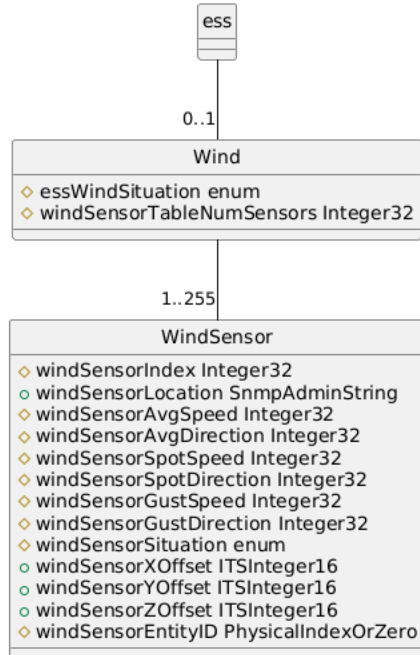 ess
0..1
Wind
essWindSituation enum
windSensorTableNumSensors Integer32
1..255
WindSensor
windSensorIndex Integer32
windSensorLocation SnmpAdminString
windSensorAvgSpeed Integer32
windSensorAvgDirection Integer32
windSensorSpotSpeed Integer32
windSensorSpotDirection Integer32
windSensorGustSpeed Integer32
windSensorGustDirection Integer32
windSensorSituation enum
windSensorXOffset ITSInteger16
windSensorYOffset ITSInteger16
windSensorZOffset ITSInteger16
windSensorEntityID PhysicalIndexOrZero